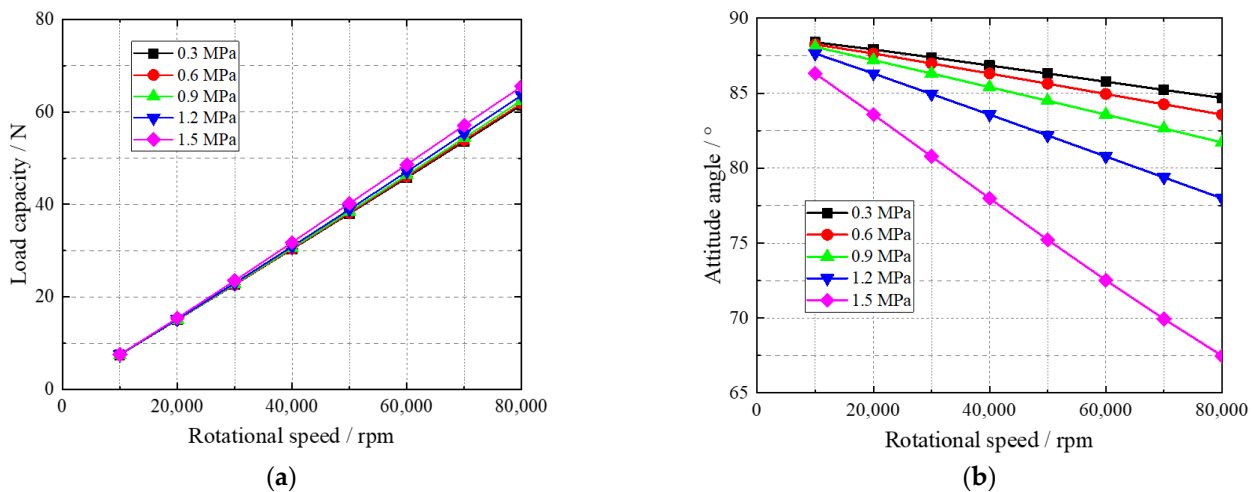 80
60
40
20
0
Load capacity / N
0.3 MPa
0.6 MPa
0.9 MPa
1.2 MPa
1.5 MPa
0
20,000
40,000
60,000
80,000
Rotational speed / rpm
(a)
90
85
80
75
70
65
Attitude angle / °
0.3 MPa
0.6 MPa
0.9 MPa
1.2 MPa
1.5 MPa
0
20,000
40,000
60,000
80,000
Rotational speed / rpm
(b)